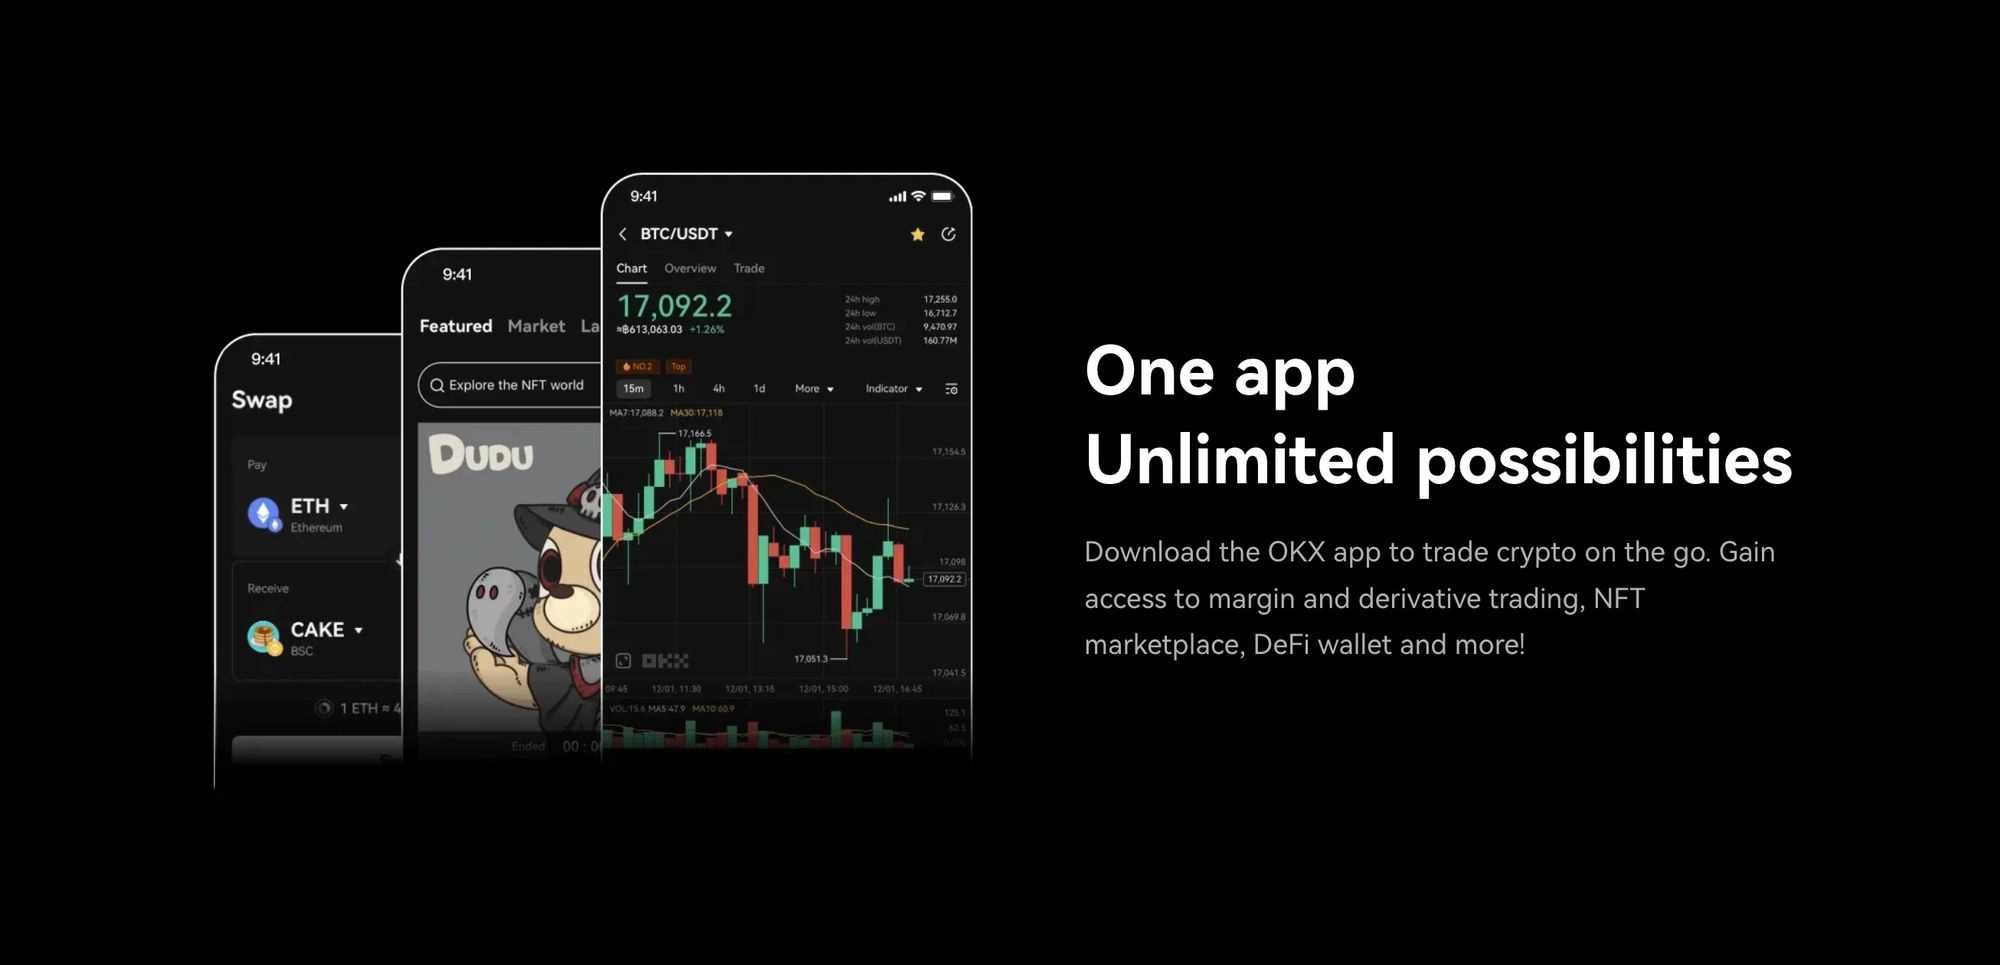 9:41
Swap
Pay
ETH
Ethereum
Receive
CAKE
BSC
1 ETH ≈ 4
9:41
Featured Market La
Explore the NFT world
DUDU
Ended 00 : 0
9:41
BTC/USDT
Chart Overview Trade
17,092.2
≈฿613,063.03 +1.26%
24h high 17,255.0
24h low 16,712.7
24h vol(BTC) 9,470.97
24h vol(USDT) 160.77M
NO.2 Top
15m 1h 4h 1d More Indicator
MA7:17,088.2 MA30:17,118
17,166.5
17,154.5
17,126.3
17,098
17,092.2
17,069.8
17,051.3
17,041.5
OKX
09:45 12/01, 11:30 12/01, 13:15 12/01, 15:00 12/01, 16:45
VOL:15.6 MA5:47.9 MA10:60.9
125.1
62.5
0.000
One app
Unlimited possibilities
Download the OKX app to trade crypto on the go. Gain
access to margin and derivative trading, NFT
marketplace, DeFi wallet and more!